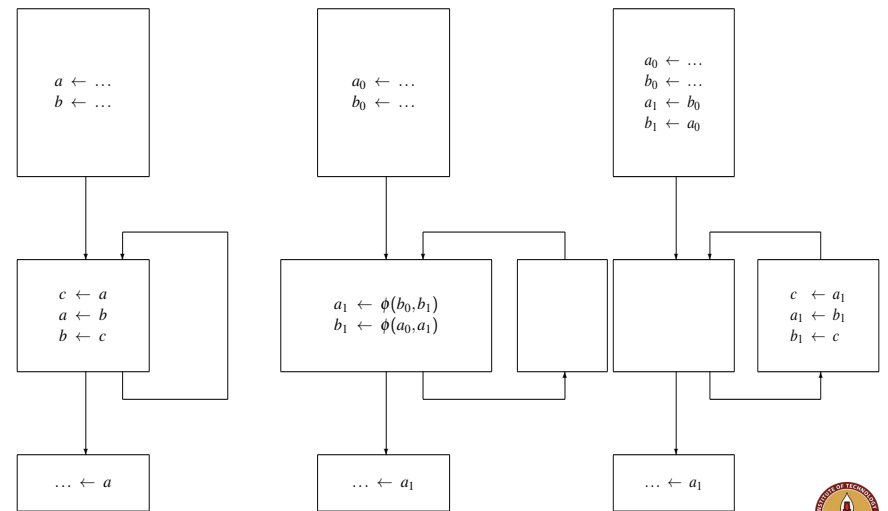 a ← …
b ← …
c ← a
a ← b
b ← c
… ← a
a₀ ← …
b₀ ← …
a₁ ← ϕ(b₀,b₁)
b₁ ← ϕ(a₀,a₁)
… ← a₁
a₀ ← …
b₀ ← …
a₁ ← b₀
b₁ ← a₀
c ← a₁
a₁ ← b₁
b₁ ← c
… ← a₁